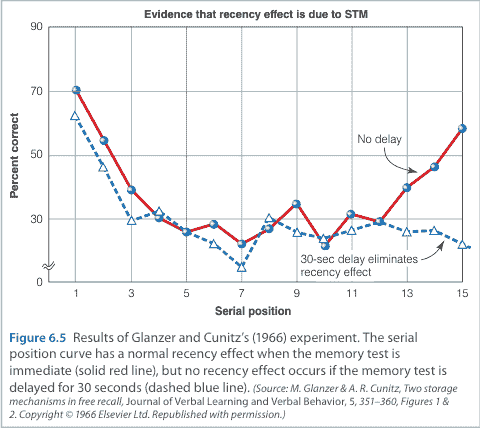 Evidence that recency effect is due to STM
90
70
50
30
0
Percent correct
No delay
30-sec delay eliminates
recency effect
1 3 5 7 9 11 13 15
Serial position
Figure 6.5 Results of Glanzer and Cunitz's (1966) experiment. The serial
position curve has a normal recency effect when the memory test is
immediate (solid red line), but no recency effect occurs if the memory test is
delayed for 30 seconds (dashed blue line). (Source: M. Glanzer & A. R. Cunitz, Two storage
mechanisms in free recall, Journal of Verbal Learning and Verbal Behavior, 5, 351–360, Figures 1 &
2. Copyright © 1966 Elsevier Ltd. Republished with permission.)